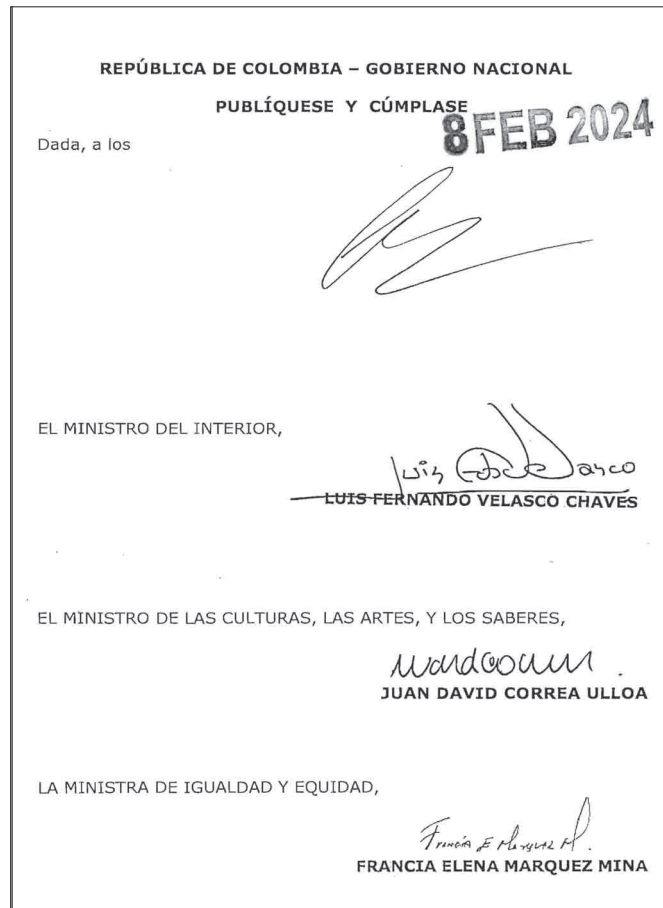 REPÚBLICA DE COLOMBIA – GOBIERNO NACIONAL
PUBLÍQUESE Y CÚMPLASE
8 FEB 2024
Dada, a los
EL MINISTRO DEL INTERIOR,
LUIS FERNANDO VELASCO CHAVES
EL MINISTRO DE LAS CULTURAS, LAS ARTES, Y LOS SABERES,
JUAN DAVID CORREA ULLOA
LA MINISTRA DE IGUALDAD Y EQUIDAD,
Francia E Marquez M.
FRANCIA ELENA MARQUEZ MINA